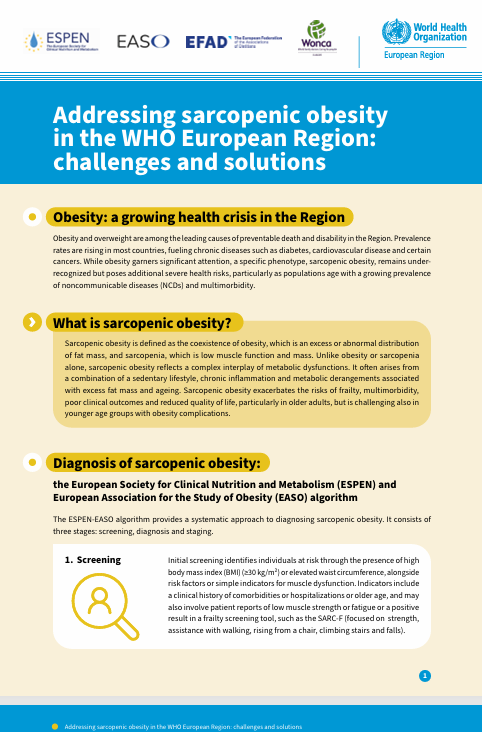 ESPEN
EASO
EFAD
The European Federation
of the Associations
of Dietitians
Wonca
World Health
Organization
European Region
Addressing sarcopenic obesity
in the WHO European Region:
challenges and solutions
Obesity: a growing health crisis in the Region
Obesity and overweight are among the leading causes of preventable death and disability in the Region. Prevalence
rates are rising in most countries, fueling chronic diseases such as diabetes, cardiovascular disease and certain
cancers. While obesity garners significant attention, a specific phenotype, sarcopenic obesity, remains under-
recognized but poses additional severe health risks, particularly as populations age with a growing prevalence
of noncommunicable diseases (NCDs) and multimorbidity.
What is sarcopenic obesity?
Sarcopenic obesity is defined as the coexistence of obesity, which is an excess or abnormal distribution
of fat mass, and sarcopenia, which is low muscle function and mass. Unlike obesity or sarcopenia
alone, sarcopenic obesity reflects a complex interplay of metabolic dysfunctions. It often arises from
a combination of a sedentary lifestyle, chronic inflammation and metabolic derangements associated
with excess fat mass and ageing. Sarcopenic obesity exacerbates the risks of frailty, multimorbidity,
poor clinical outcomes and reduced quality of life, particularly in older adults, but is challenging also in
younger age groups with obesity complications.
Diagnosis of sarcopenic obesity:
the European Society for Clinical Nutrition and Metabolism (ESPEN) and
European Association for the Study of Obesity (EASO) algorithm
The ESPEN-EASO algorithm provides a systematic approach to diagnosing sarcopenic obesity. It consists of
three stages: screening, diagnosis and staging.
1. Screening
Initial screening identifies individuals at risk through the presence of high
body mass index (BMI) (≥30 kg/m²) or elevated waist circumference, alongside
risk factors or simple indicators for muscle dysfunction. Indicators include
a clinical history of comorbidities or hospitalizations or older age, and may
also involve patient reports of low muscle strength or fatigue or a positive
result in a frailty screening tool, such as the SARC-F (focused on strength,
assistance with walking, rising from a chair, climbing stairs and falls).
1
Addressing sarcopenic obesity in the WHO European Region: challenges and solutions